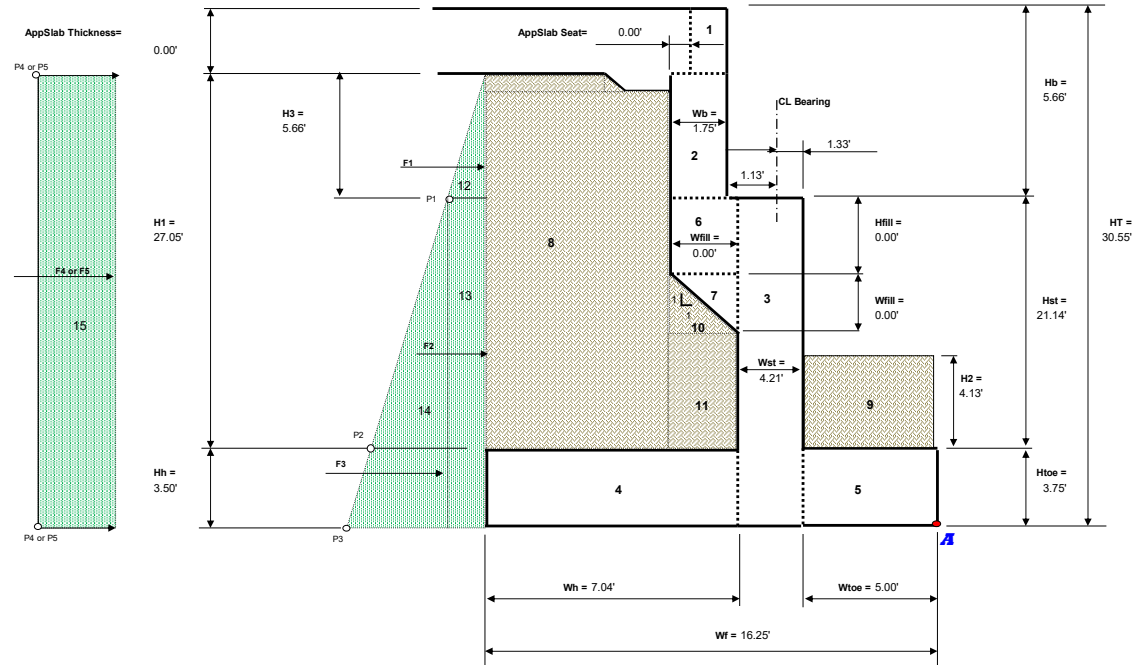 AppSlab Thickness=
0.00'
AppSlab Seat=
0.00'
1
P4 or P5
H3 =
5.66'
Wb =
1.75'
2
CL Bearing
Hb =
5.66'
1.33'
1.13'
F1
12
P1
H1 =
27.05'
8
6
Wfill =
0.00'
Hfill =
0.00'
HT =
30.55'
F4 or F5
13
7
3
1
1
10
Wfill =
0.00'
Hst =
21.14'
15
F2
Wst =
4.21'
H2 =
4.13'
14
11
9
P2
Hh =
3.50'
F3
4
5
Htoe =
3.75'
P4 or P5
P3
A
Wh = 7.04'
Wtoe = 5.00'
Wf = 16.25'